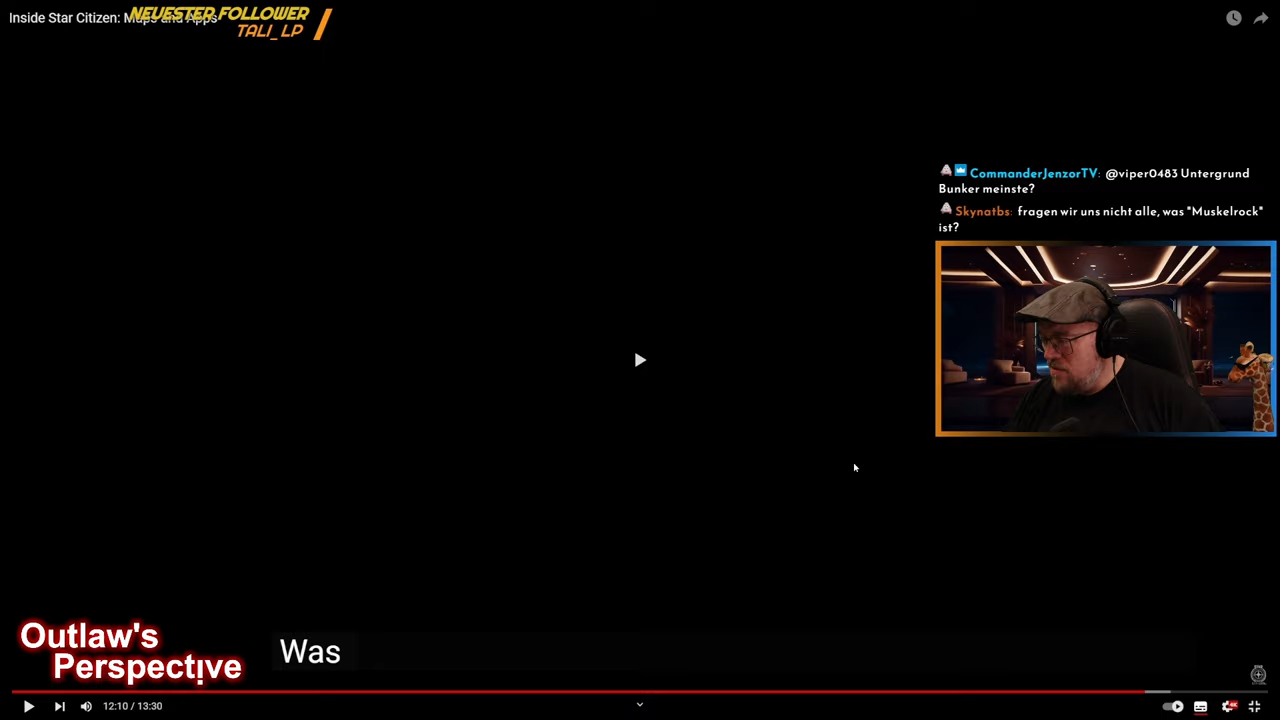 Inside Star Citizen: Maps and Apps
NEUESTER FOLLOWER
TALI_LP
CommanderJenzorTV: @viper0483 Untergrund
Bunker meinste?
Skynatbs: fragen wir uns nicht alle, was "Muskelrock"
ist?
Outlaw's
Perspective
Was
12:10 / 13:30